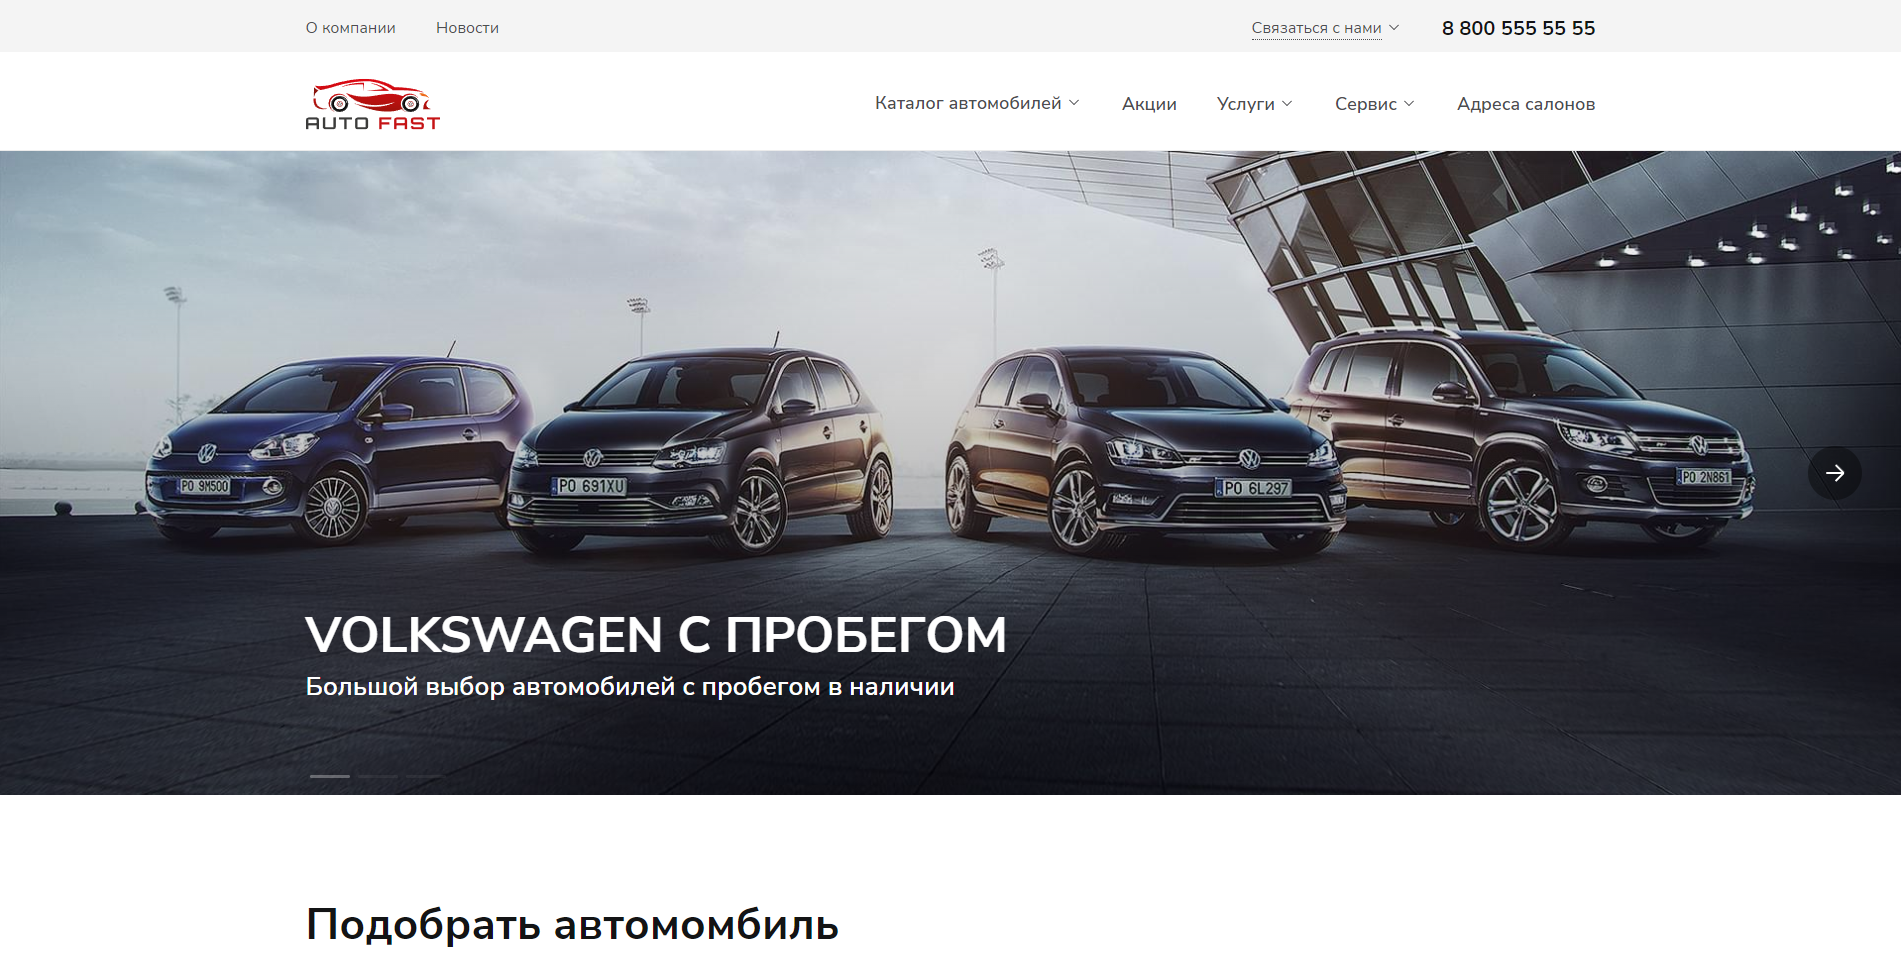 О компании Новости Связаться с нами 8 800 555 55 55
AUTO FAST
Каталог автомобилей Акции Услуги Сервис Адреса салонов
PO 9M500
PO 691XU
PO 6L297
PO 2N861
VOLKSWAGEN С ПРОБЕГОМ
Большой выбор автомобилей с пробегом в наличии
Подобрать автомомбиль